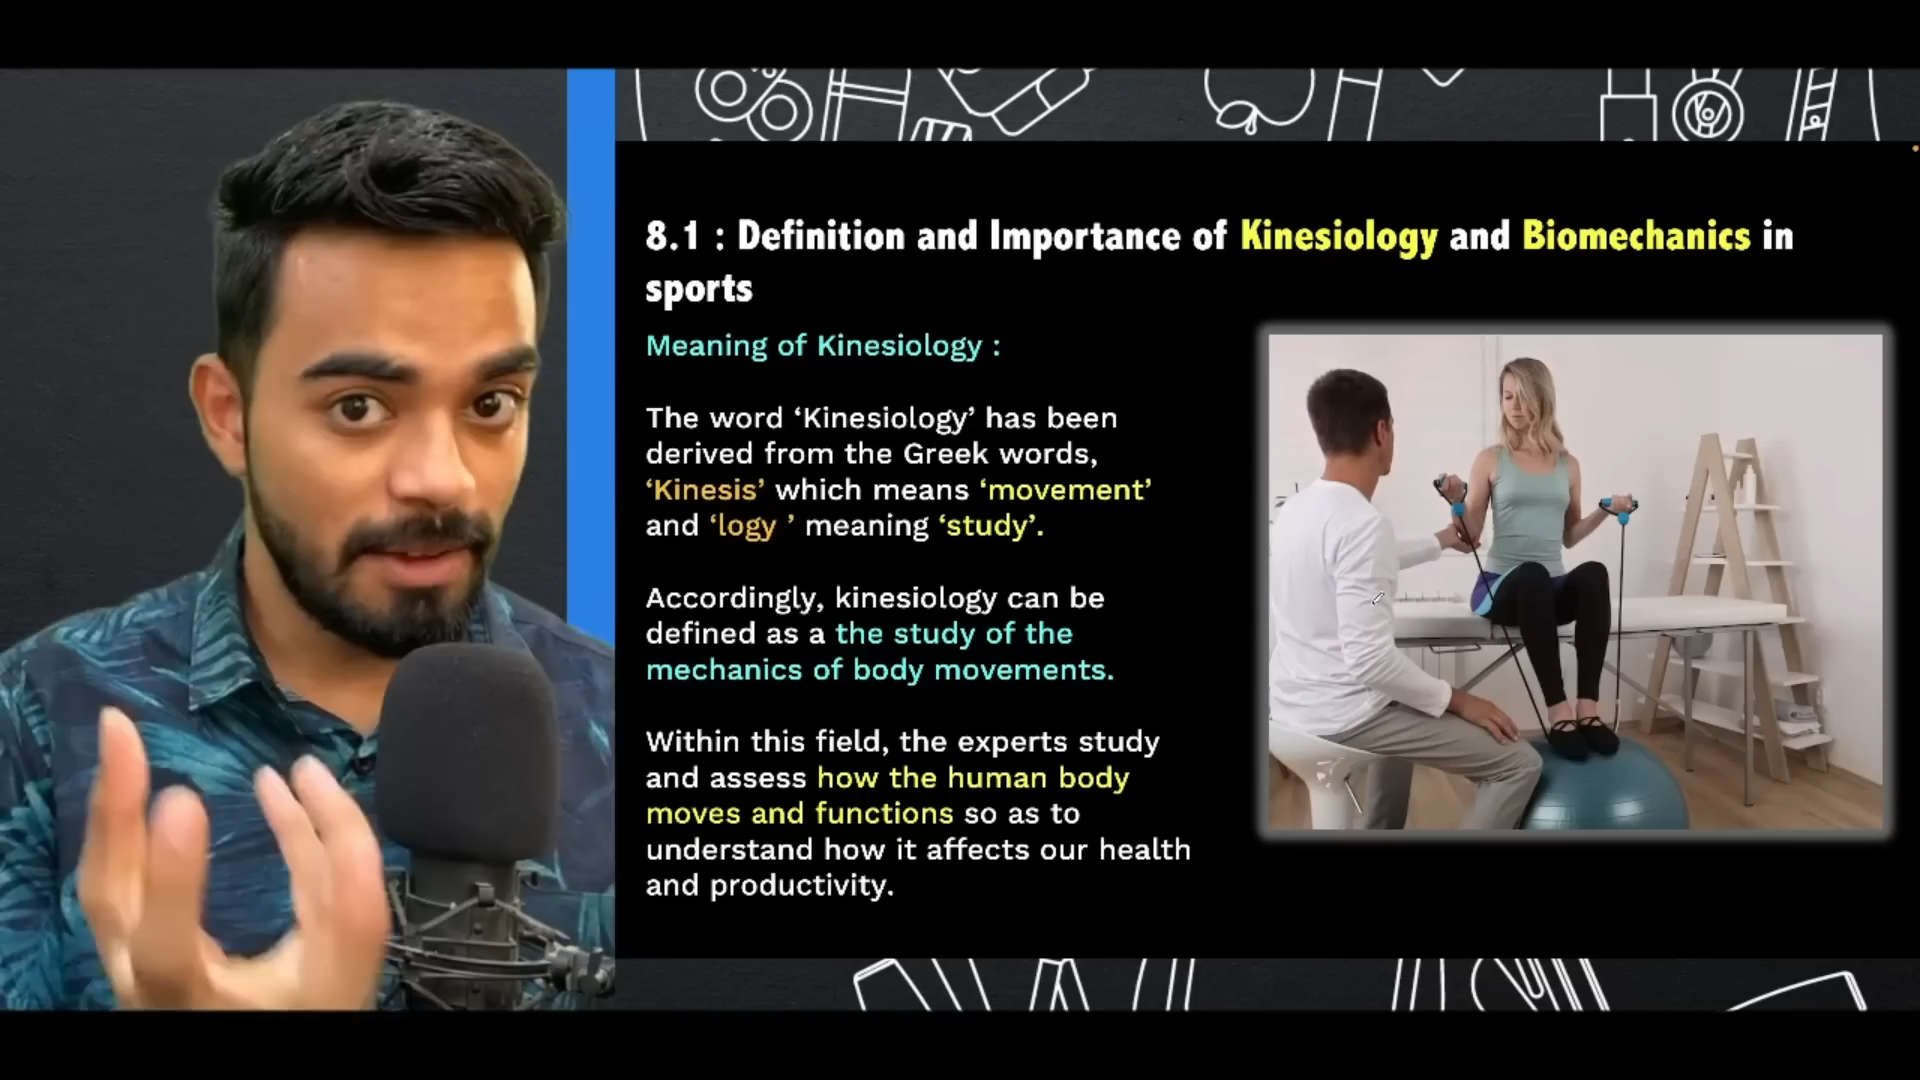 8.1 : Definition and Importance of Kinesiology and Biomechanics in
sports
Meaning of Kinesiology :
The word ‘Kinesiology’ has been
derived from the Greek words,
‘Kinesis’ which means ‘movement’
and ‘logy ’ meaning ‘study’.
Accordingly, kinesiology can be
defined as a the study of the
mechanics of body movements.
Within this field, the experts study
and assess how the human body
moves and functions so as to
understand how it affects our health
and productivity.